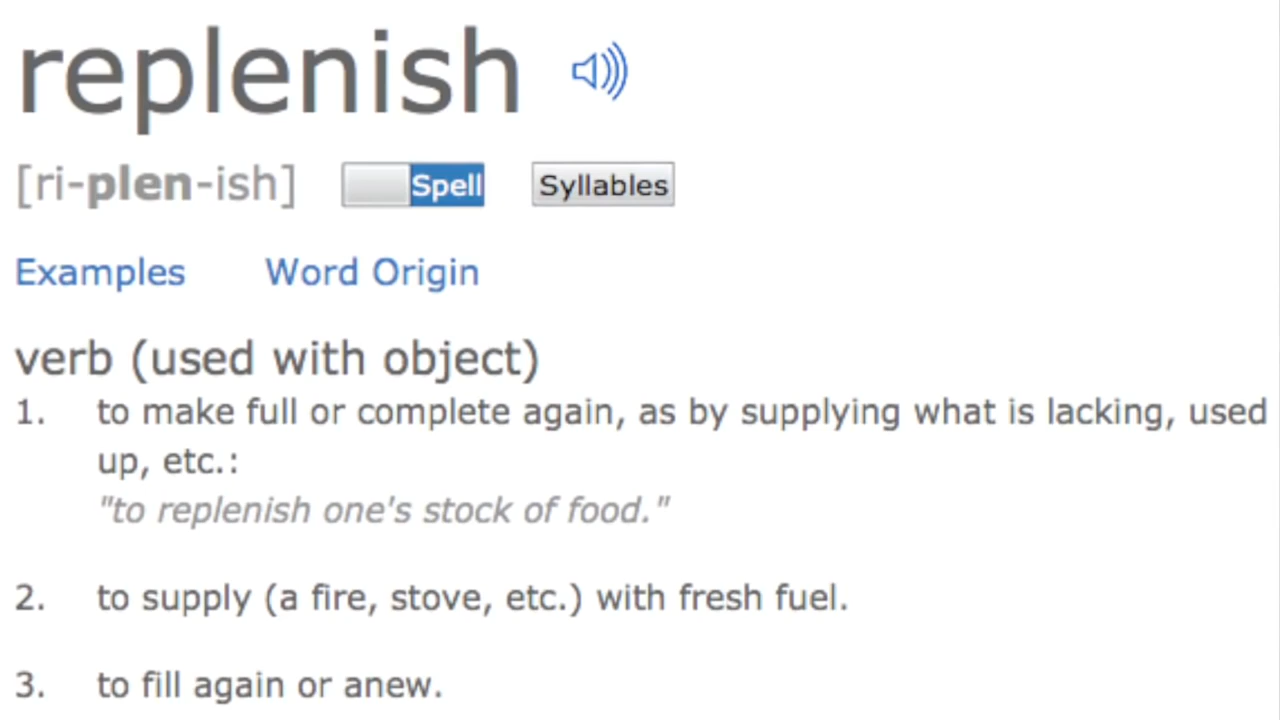 replenish
[ri-plen-ish] Spell Syllables
Examples Word Origin
verb (used with object)
1. to make full or complete again, as by supplying what is lacking, used
up, etc.:
"to replenish one's stock of food."
2. to supply (a fire, stove, etc.) with fresh fuel.
3. to fill again or anew.